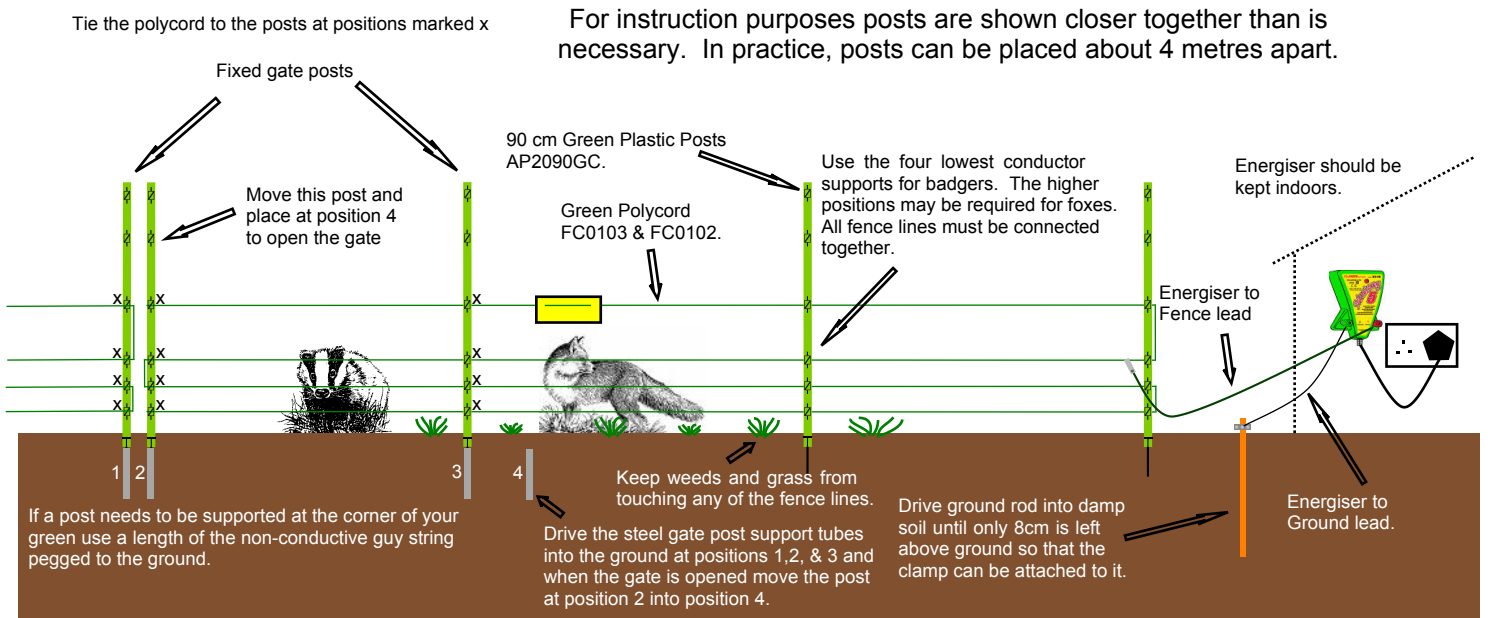 Tie the polycord to the posts at positions marked x
For instruction purposes posts are shown closer together than is
necessary. In practice, posts can be placed about 4 metres apart.
Fixed gate posts
90 cm Green Plastic Posts
AP2090GC.
Move this post and
place at position 4
to open the gate
Green Polycord
FC0103 & FC0102.
Use the four lowest conductor
supports for badgers. The higher
positions may be required for foxes.
All fence lines must be connected
together.
Energiser should be
kept indoors.
Energiser to
Fence lead
x
x
x
x
x
x
x
x
x
x
x
x
1
2
3
4
If a post needs to be supported at the corner of your
green use a length of the non-conductive guy string
pegged to the ground.
Keep weeds and grass from
touching any of the fence lines.
Drive the steel gate post support tubes
into the ground at positions 1,2, & 3 and
when the gate is opened move the post
at position 2 into position 4.
Drive ground rod into damp
soil until only 8cm is left
above ground so that the
clamp can be attached to it.
Energiser to
Ground lead.